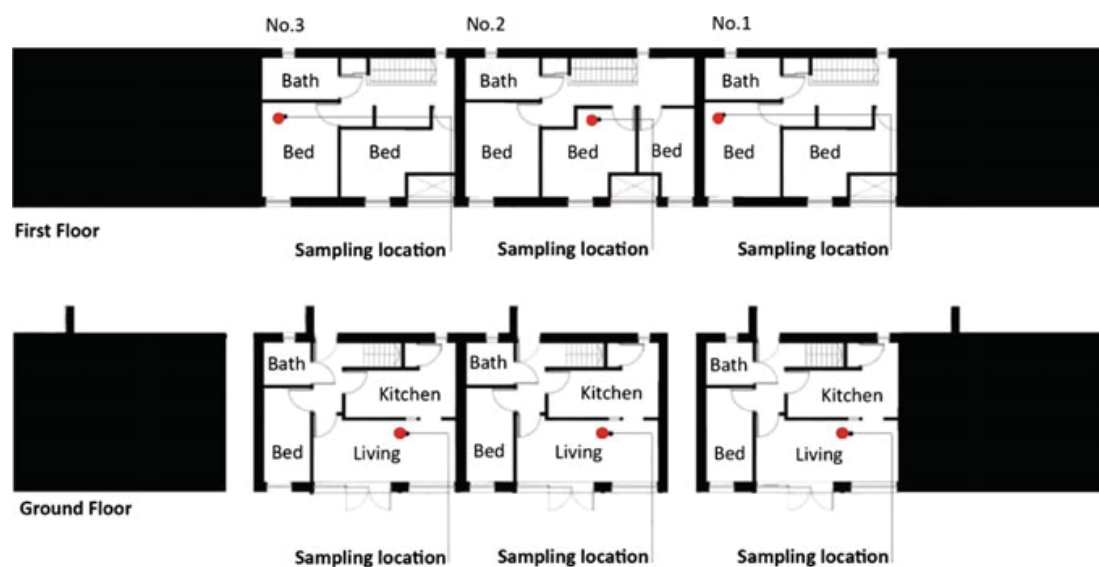 No.3 No.2 No.1
Bath Bath Bath
Bed Bed Bed Bed Bed Bed Bed
First Floor
Sampling location Sampling location Sampling location
Bath Bath Bath
Kitchen Kitchen Kitchen
Bed Living Bed Living Bed Living
Ground Floor
Sampling location Sampling location Sampling location